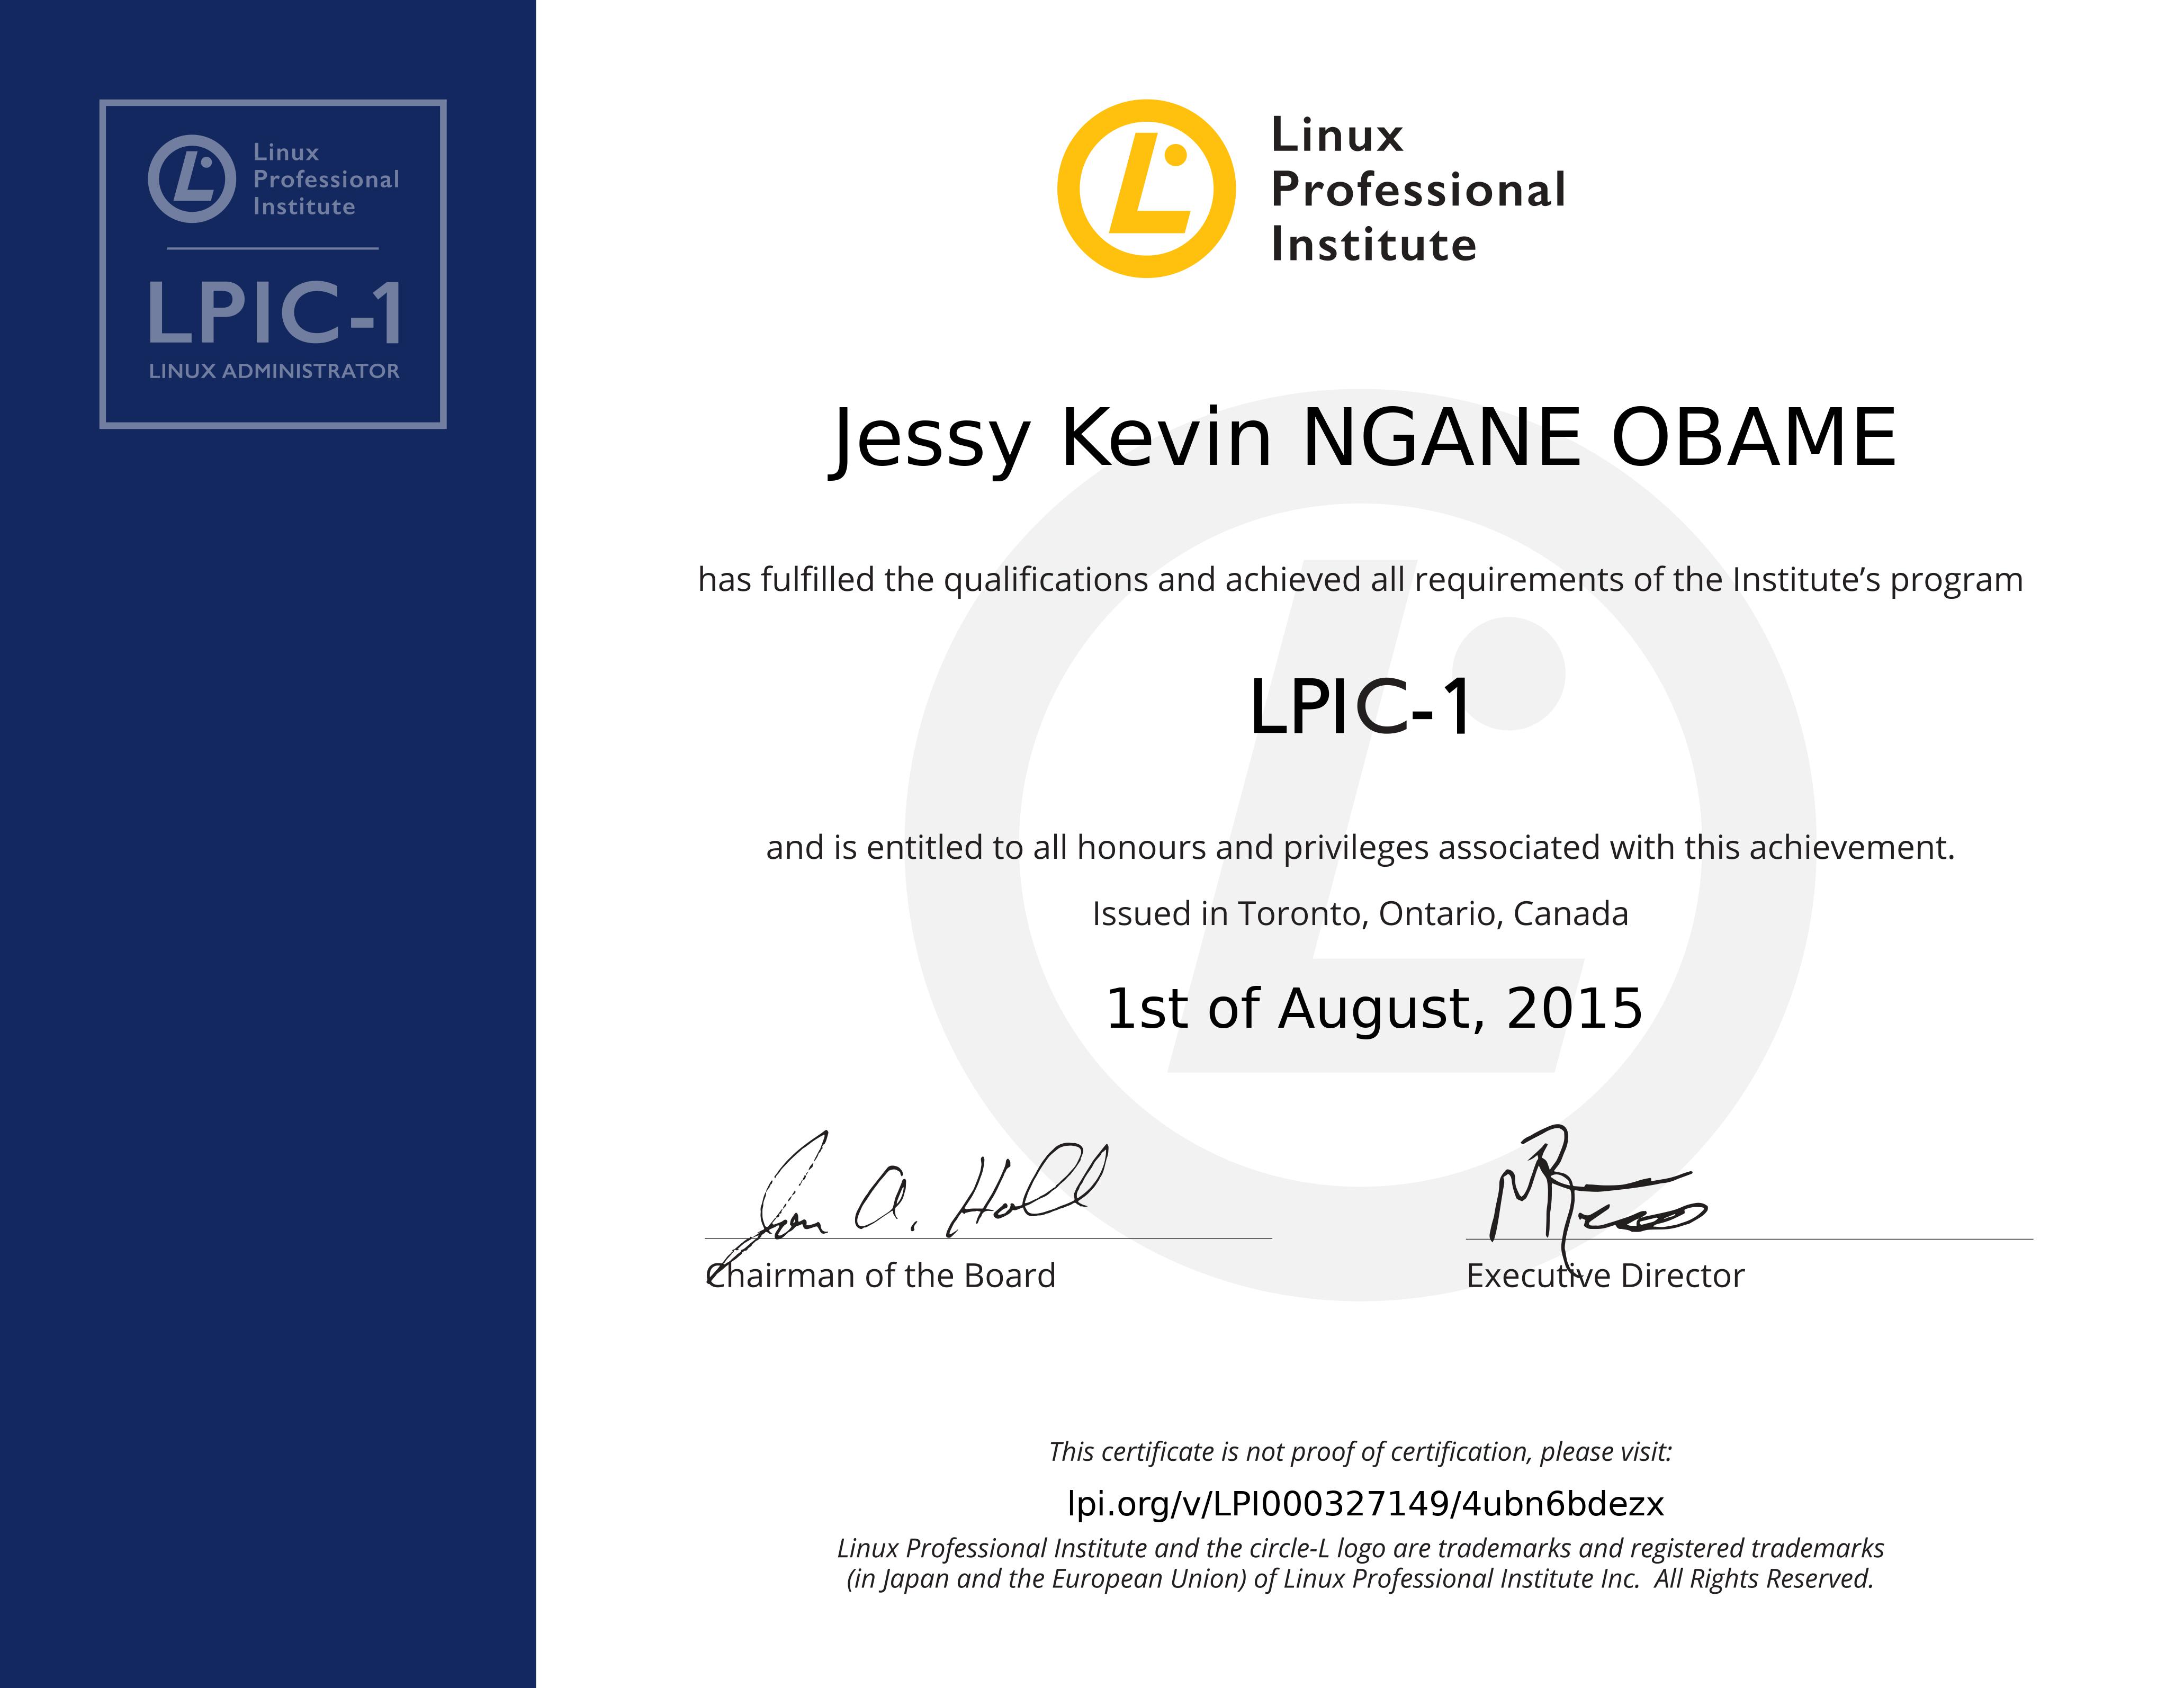 Linux
Professional
Institute
LPIC-1
LINUX ADMINISTRATOR
Linux
Professional
Institute
Jessy Kevin NGANE OBAME
has fulfilled the qualifications and achieved all requirements of the Institute’s program
LPIC-1
and is entitled to all honours and privileges associated with this achievement.
Issued in Toronto, Ontario, Canada
1st of August, 2015
Jon A. Hall
Chairman of the Board
Executive Director
This certificate is not proof of certification, please visit:
lpi.org/v/LPI000327149/4ubn6bdezx
Linux Professional Institute and the circle-L logo are trademarks and registered trademarks
(in Japan and the European Union) of Linux Professional Institute Inc.  All Rights Reserved.